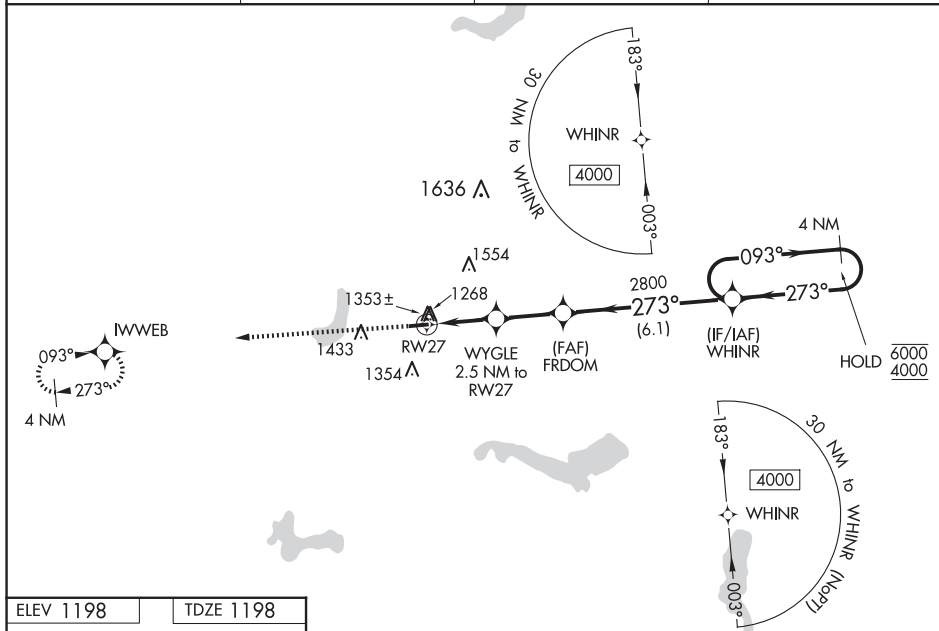 183°
30 NM to WHINR
WHINR
4000
003°
1636
4 NM
093°
1554
2800
273°
273°
1353±
1268
(6.1)
IWWEB
1433
RW27
WYGLE
2.5 NM to
RW27
(FAF)
FRDOM
(IF/IAF)
WHINR
HOLD
6000
4000
093°
1354
273°
4 NM
183°
30 NM to WHINR (NoPT)
4000
WHINR
003°
ELEV 1198
TDZE 1198